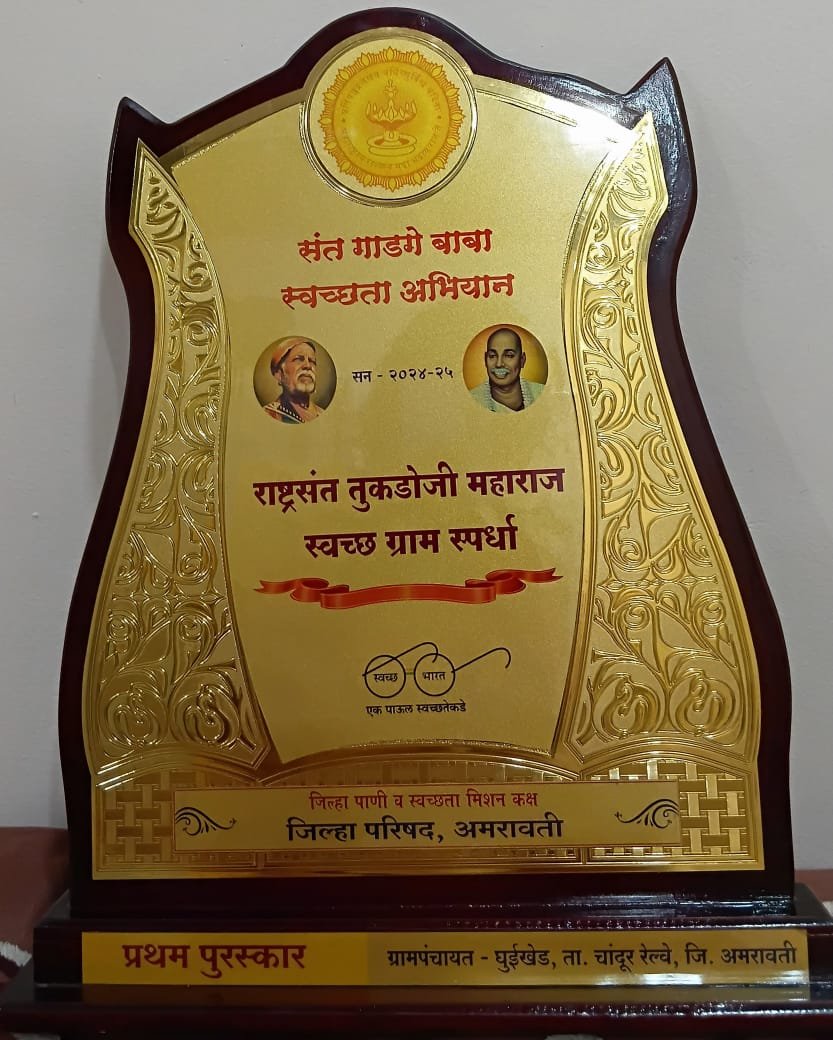 संत गाडगे बाबा
स्वच्छता अभियान
सन - २०२४-२५
राष्ट्रसंत तुकडोजी महाराज
स्वच्छ ग्राम स्पर्धा
स्वच्छ भारत
एक पाऊल स्वच्छतेकडे
जिल्हा पाणी व स्वच्छता मिशन कक्ष
जिल्हा परिषद, अमरावती
प्रथम पुरस्कार
ग्रामपंचायत - घुईखेड, ता. चांदूर रेल्वे, जि. अमरावती